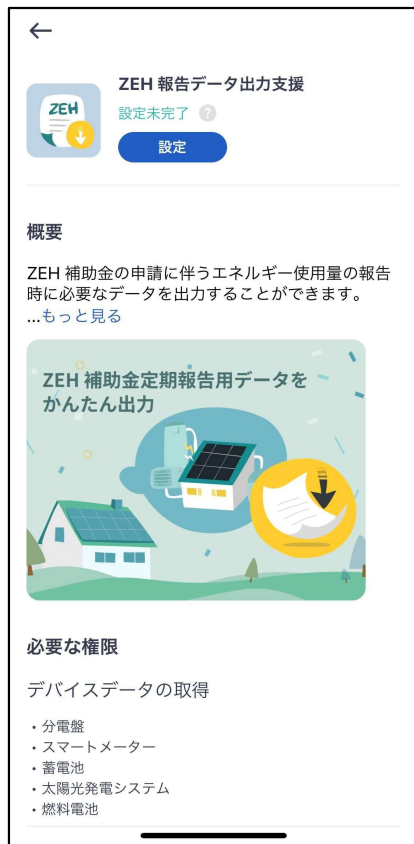 ←
ZEH 報告データ出力支援
ZEH
設定未完了 ?
設定
概要
ZEH 補助金の申請に伴うエネルギー使用量の報告
時に必要なデータを出力することができます。
...もっと見る
ZEH 補助金定期報告用データを
かんたん出力
必要な権限
デバイスデータの取得
・分電盤
・スマートメーター
・蓄電池
・太陽光発電システム
・燃料電池